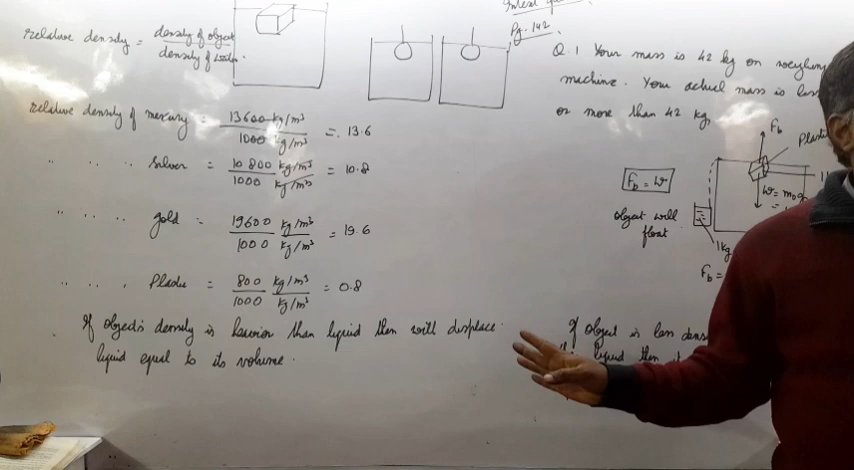 relative density = density of object
density of water.
Pg. 142
Q.1 Your mass is 42 kg on weighing
machine. Your actual mass is less
or more than 42 kg
relative density of mercury = 13600 kg/m³
1000 kg/m³
= 13.6
" " " Silver = 10 800 kg/m³
1000 kg/m³
= 10.8
" " " gold = 19600 kg/m³
1000 kg/m³
= 19.6
" " " Plastic = 800 kg/m³
1000 kg/m³
= 0.8
Fb
Plastic
Fb = W
W = m₀g
object will
float
1kg
Fb =
If object's density is heavier than liquid then will displace
liquid equal to its volume.
If object is less dens
liquid then it